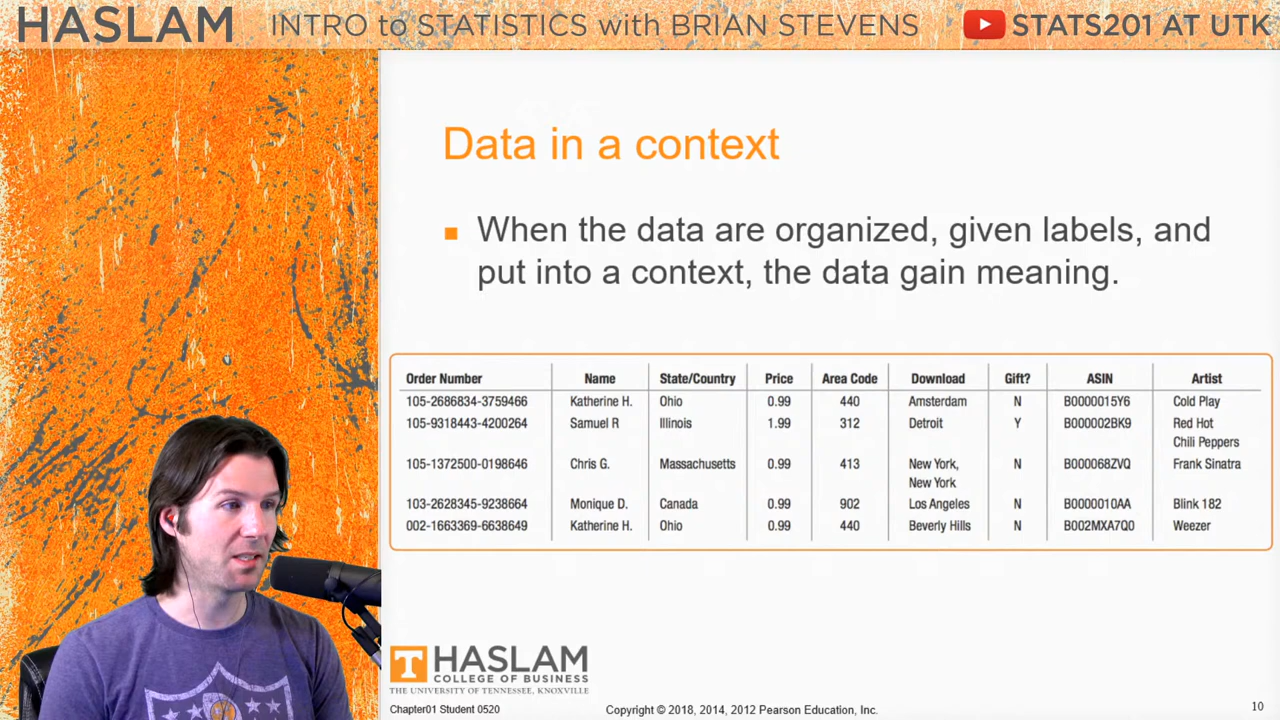 HASLAM INTRO to STATISTICS with BRIAN STEVENS STATS201 AT UTK
Data in a context
When the data are organized, given labels, and
put into a context, the data gain meaning.
Order Number Name State/Country Price Area Code Download Gift? ASIN Artist
105-2686834-3759466 Katherine H. Ohio 0.99 440 Amsterdam N B0000015Y6 Cold Play
105-9318443-4200264 Samuel R Illinois 1.99 312 Detroit Y B000002BK9 Red Hot
Chili Peppers
105-1372500-0198646 Chris G. Massachusetts 0.99 413 New York, N B000068ZVQ Frank Sinatra
New York
103-2628345-9238664 Monique D. Canada 0.99 902 Los Angeles N B0000010AA Blink 182
002-1663369-6638649 Katherine H. Ohio 0.99 440 Beverly Hills N B002MXA7Q0 Weezer
T HASLAM
COLLEGE OF BUSINESS
THE UNIVERSITY OF TENNESSEE, KNOXVILLE
Chapter01 Student 0520 Copyright © 2018, 2014, 2012 Pearson Education, Inc. 10